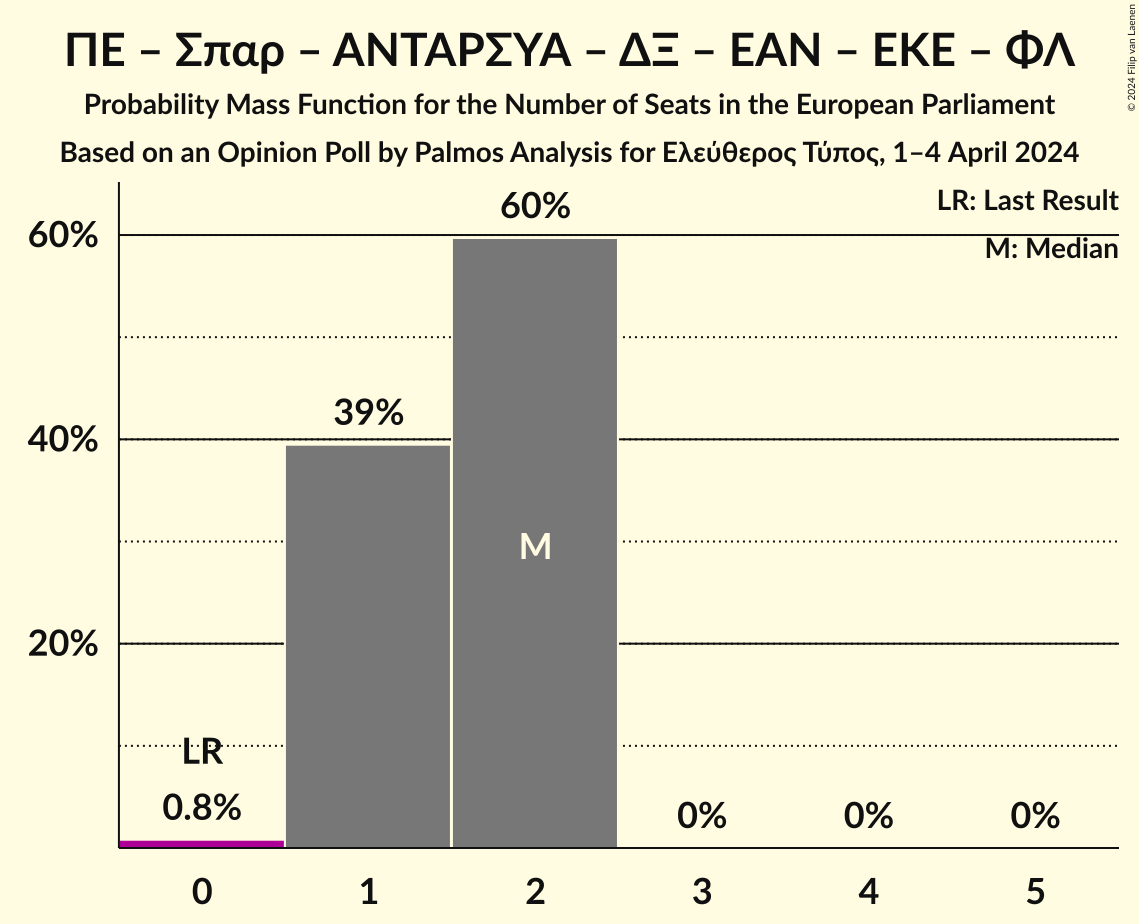 ΠΕ – Σπαρ – ΑΝΤΑΡΣΥΑ – ΔΞ – ΕΑΝ – ΕΚΕ – ΦΛ
Probability Mass Function for the Number of Seats in the European Parliament
Based on an Opinion Poll by Palmos Analysis for Ελεύθερος Τύπος, 1–4 April 2024
© 2024 Filip van Laenen
LR: Last Result
M: Median
60%
60%
39%
40%
M
20%
LR
0.8%
0%
0%
0%
0
1
2
3
4
5